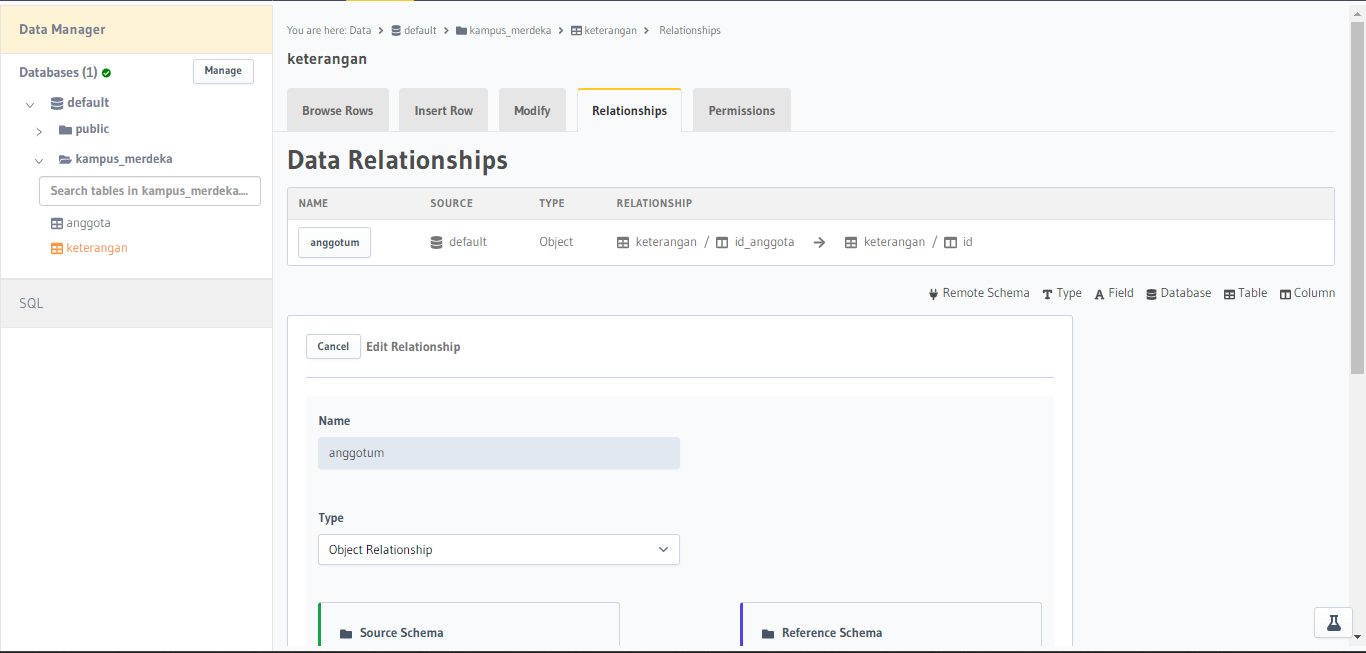 Data Manager
Databases (1)
Manage
default
public
kampus_merdeka
Search tables in kampus_merdeka....
anggota
keterangan
SQL
You are here: Data > default > kampus_merdeka > keterangan > Relationships
keterangan
Browse Rows Insert Row Modify Relationships Permissions
Data Relationships
NAME SOURCE TYPE RELATIONSHIP
anggotum default Object keterangan / id_anggota → keterangan / id
Remote Schema Type Field Database Table Column
Cancel Edit Relationship
Name
anggotum
Type
Object Relationship
Source Schema Reference Schema